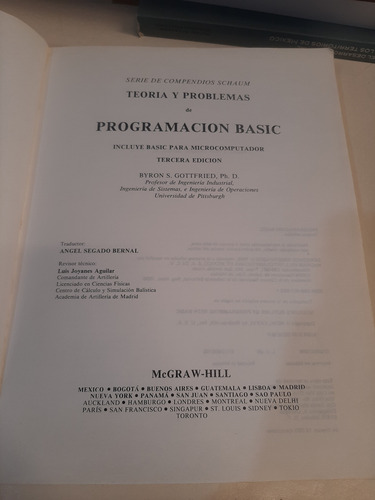 SERIE DE COMPENDIOS SCHAUM
TEORIA Y PROBLEMAS
de
PROGRAMACION BASIC
INCLUYE BASIC PARA MICROCOMPUTADOR
TERCERA EDICION
BYRON S. GOTTFRIED, Ph. D.
Profesor de Ingeniería Industrial,
Ingeniería de Sistemas, e Ingeniería de Operaciones
Universidad de Pittsburgh
Traductor:
ANGEL SEGADO BERNAL
Revisor técnico:
Luis Joyanes Aguilar
Comandante de Artillería
Licenciado en Ciencias Físicas
Centro de Cálculo y Simulación Balística
Academia de Artillería de Madrid
McGRAW-HILL
MEXICO • BOGOTÁ • BUENOS AIRES • GUATEMALA • LISBOA • MADRID
NUEVA YORK • PANAMÁ • SAN JUAN • SANTIAGO • SAO PAULO
AUCKLAND • HAMBURGO • LONDRES • MONTREAL • NUEVA DELHI
PARÍS • SAN FRANCISCO • SINGAPUR • ST. LOUIS • SIDNEY • TOKIO
TORONTO